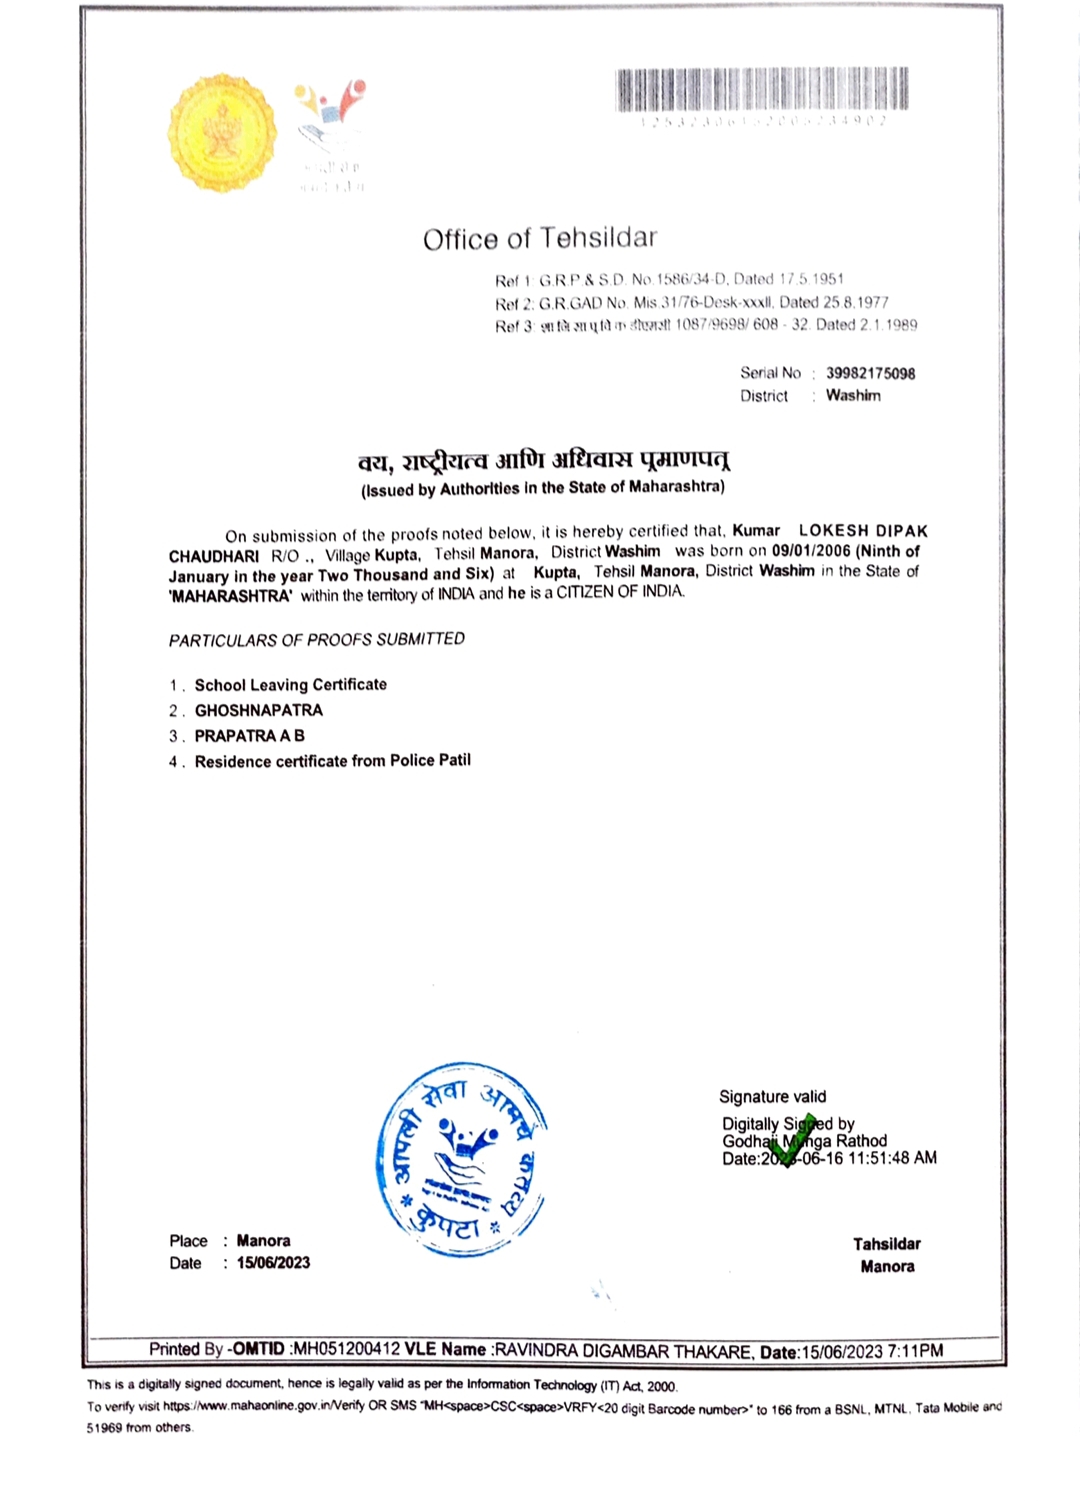 Office of Tehsildar
Ref 1: G.R.P.& S.D. No.1586/34-D, Dated 17.5.1951
Ref 2: G.R.GAD No. Mis.31/76-Desk-xxxII, Dated 25.8.1977
Ref 3: 1087/9698/ 608 - 32. Dated 2.1.1989
Serial No : 39982175098
District : Washim
वय, राष्ट्रीयत्व आणि अधिवास प्रमाणपत्र
(Issued by Authorities in the State of Maharashtra)
On submission of the proofs noted below, it is hereby certified that, Kumar LOKESH DIPAK
CHAUDHARI R/O ., Village Kupta, Tehsil Manora, District Washim was born on 09/01/2006 (Ninth of
January in the year Two Thousand and Six) at Kupta, Tehsil Manora, District Washim in the State of
'MAHARASHTRA' within the territory of INDIA and he is a CITIZEN OF INDIA.
PARTICULARS OF PROOFS SUBMITTED
1 . School Leaving Certificate
2 . GHOSHNAPATRA
3 . PRAPATRA A B
4 . Residence certificate from Police Patil
आपली सेवा आमचे कर्तव्य
* कुपटा *
Signature valid
Digitally Signed by
Godhaji Munga Rathod
Date:2023-06-16 11:51:48 AM
Place : Manora
Date : 15/06/2023
Tahsildar
Manora
Printed By -OMTID :MH051200412 VLE Name :RAVINDRA DIGAMBAR THAKARE, Date:15/06/2023 7:11PM
This is a digitally signed document, hence is legally valid as per the Information Technology (IT) Act, 2000.
To verify visit https://www.mahaonline.gov.in/Verify OR SMS "MH<space>CSC<space>VRFY<20 digit Barcode number>" to 166 from a BSNL, MTNL, Tata Mobile and
51969 from others.